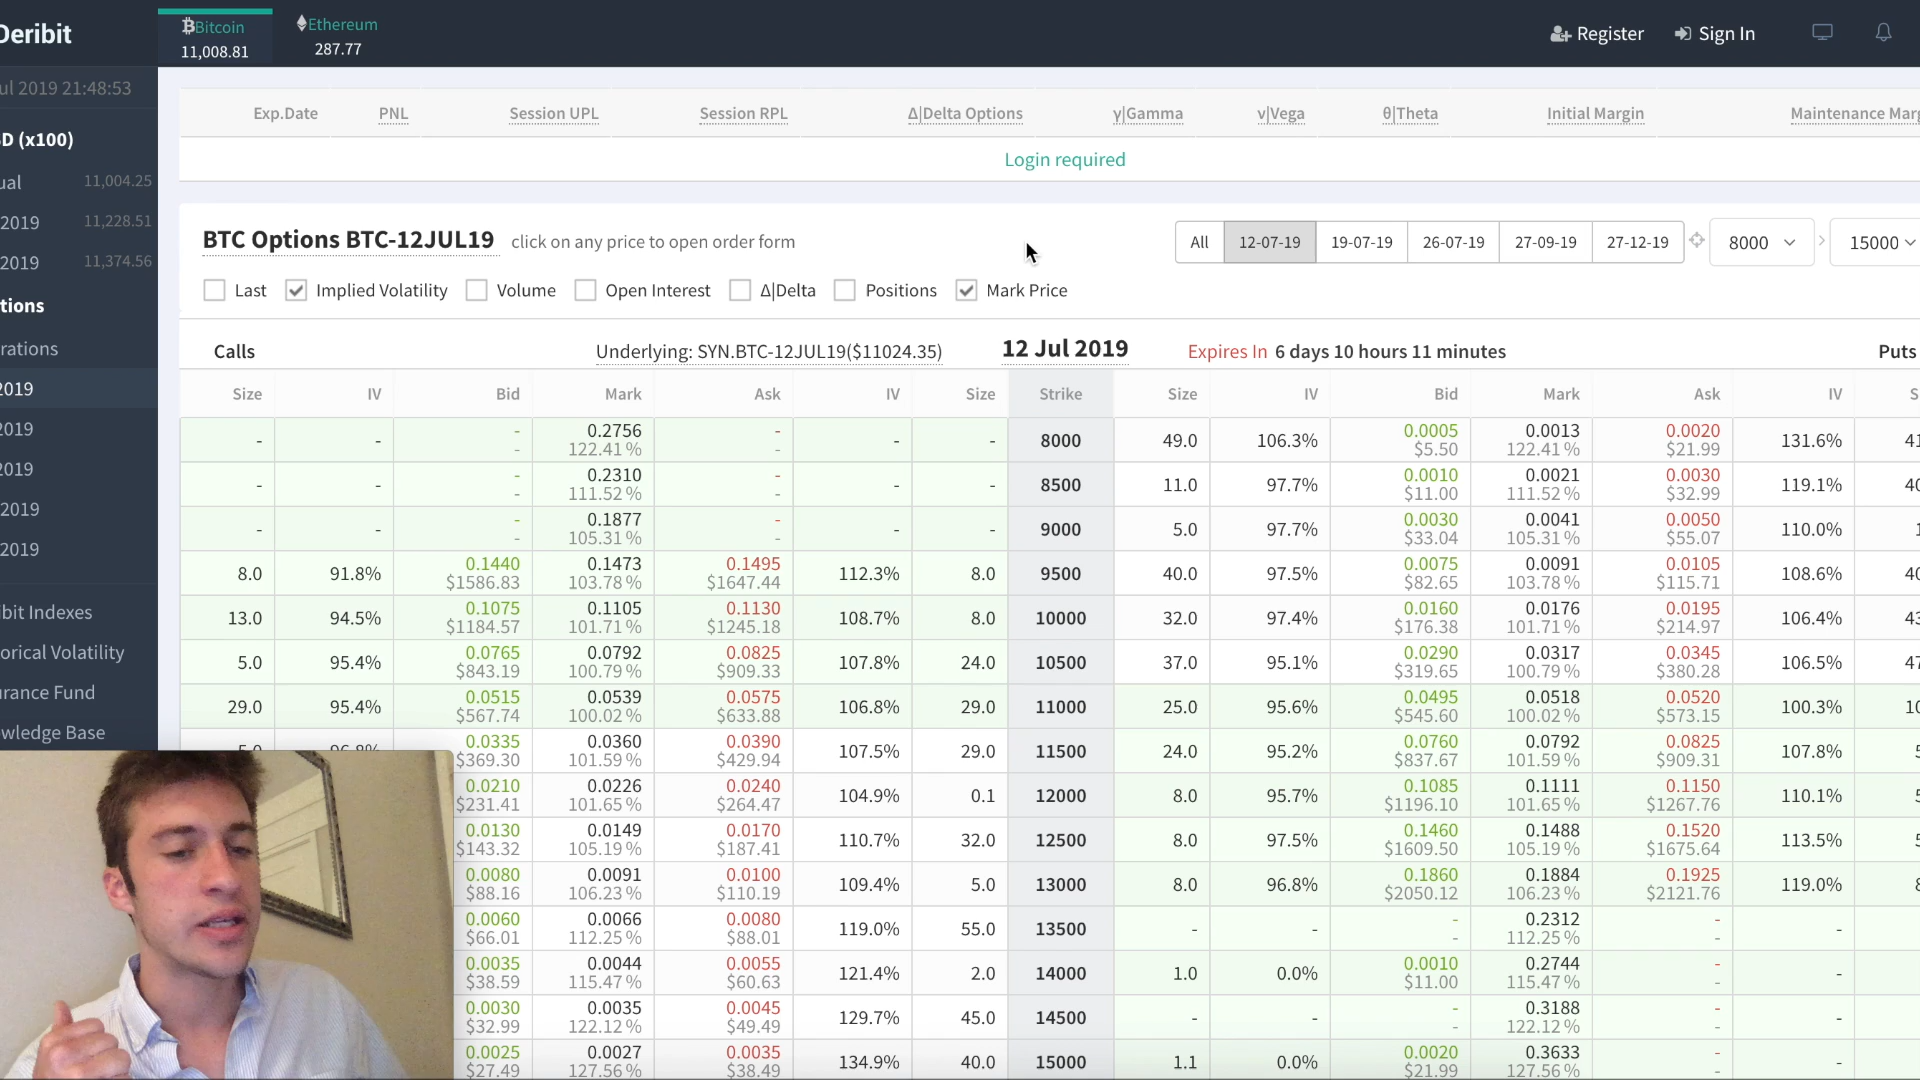 Deribit
Bitcoin
11,008.81
Ethereum
287.77
Register
Sign In
ul 2019 21:48:53
D (x100)
ual 11,004.25
2019 11,228.51
2019 11,374.56
tions
rations
2019
2019
2019
2019
2019
ibit Indexes
orical Volatility
urance Fund
wledge Base
Exp.Date PNL Session UPL Session RPL Δ|Delta Options γ|Gamma ν|Vega θ|Theta Initial Margin Maintenance Marg
Login required
BTC Options BTC-12JUL19 click on any price to open order form All 12-07-19 19-07-19 26-07-19 27-09-19 27-12-19 8000 15000
Last Implied Volatility Volume Open Interest Δ|Delta Positions Mark Price
Calls Underlying: SYN.BTC-12JUL19($11024.35) 12 Jul 2019 Expires In 6 days 10 hours 11 minutes Puts
Size IV Bid Mark Ask IV Size Strike Size IV Bid Mark Ask IV S
- - - 0.2756 - - - 8000 49.0 106.3% 0.0005 0.0013 0.0020 131.6% 41
- 122.41 % - $5.50 122.41 % $21.99
- - - 0.2310 - - - 8500 11.0 97.7% 0.0010 0.0021 0.0030 119.1% 40
- 111.52 % - $11.00 111.52 % $32.99
- - - 0.1877 - - - 9000 5.0 97.7% 0.0030 0.0041 0.0050 110.0% 1
- 105.31 % - $33.04 105.31 % $55.07
8.0 91.8% 0.1440 0.1473 0.1495 112.3% 8.0 9500 40.0 97.5% 0.0075 0.0091 0.0105 108.6% 40
$1586.83 103.78 % $1647.44 $82.65 103.78 % $115.71
13.0 94.5% 0.1075 0.1105 0.1130 108.7% 8.0 10000 32.0 97.4% 0.0160 0.0176 0.0195 106.4% 43
$1184.57 101.71 % $1245.18 $176.38 101.71 % $214.97
5.0 95.4% 0.0765 0.0792 0.0825 107.8% 24.0 10500 37.0 95.1% 0.0290 0.0317 0.0345 106.5% 47
$843.19 100.79 % $909.33 $319.65 100.79 % $380.28
29.0 95.4% 0.0515 0.0539 0.0575 106.8% 29.0 11000 25.0 95.6% 0.0495 0.0518 0.0520 100.3% 10
$567.74 100.02 % $633.88 $545.60 100.02 % $573.15
0.0335 0.0360 0.0390 107.5% 29.0 11500 24.0 95.2% 0.0760 0.0792 0.0825 107.8% 5
$369.30 101.59 % $429.94 $837.67 101.59 % $909.31
0.0210 0.0226 0.0240 104.9% 0.1 12000 8.0 95.7% 0.1085 0.1111 0.1150 110.1% 5
$231.41 101.65 % $264.47 $1196.10 101.65 % $1267.76
0.0130 0.0149 0.0170 110.7% 32.0 12500 8.0 97.5% 0.1460 0.1488 0.1520 113.5% 5
$143.32 105.19 % $187.41 $1609.50 105.19 % $1675.64
0.0080 0.0091 0.0100 109.4% 5.0 13000 8.0 96.8% 0.1860 0.1884 0.1925 119.0% 8
$88.16 106.23 % $110.19 $2050.12 106.23 % $2121.76
0.0060 0.0066 0.0080 119.0% 55.0 13500 - - - 0.2312 - -
$66.01 112.25 % $88.01 - 112.25 % -
0.0035 0.0044 0.0055 121.4% 2.0 14000 1.0 0.0% 0.0010 0.2744 - -
$38.59 115.47 % $60.63 $11.00 115.47 % -
0.0030 0.0035 0.0045 129.7% 45.0 14500 - - - 0.3188 - -
$32.99 122.12 % $49.49 - 122.12 % -
0.0025 0.0027 0.0035 134.9% 40.0 15000 1.1 0.0% 0.0020 0.3633 - -
$27.49 127.56 % $38.49 $21.99 127.56 % -